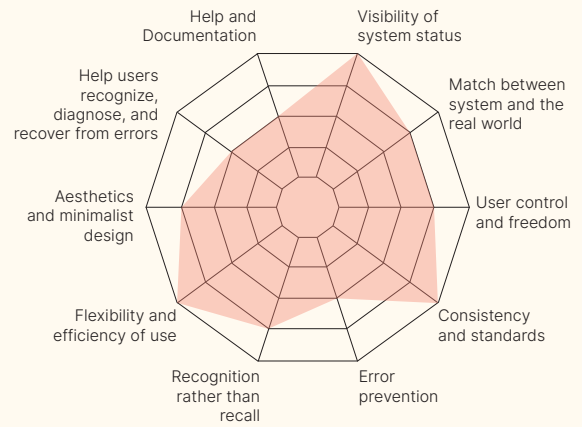 Help and
Documentation
Visibility of
system status
Help users
recognize,
diagnose, and
recover from errors
Match between
system and the
real world
Aesthetics
and minimalist
design
User control
and freedom
Flexibility and
efficiency of use
Consistency
and standards
Recognition
rather than
recall
Error
prevention